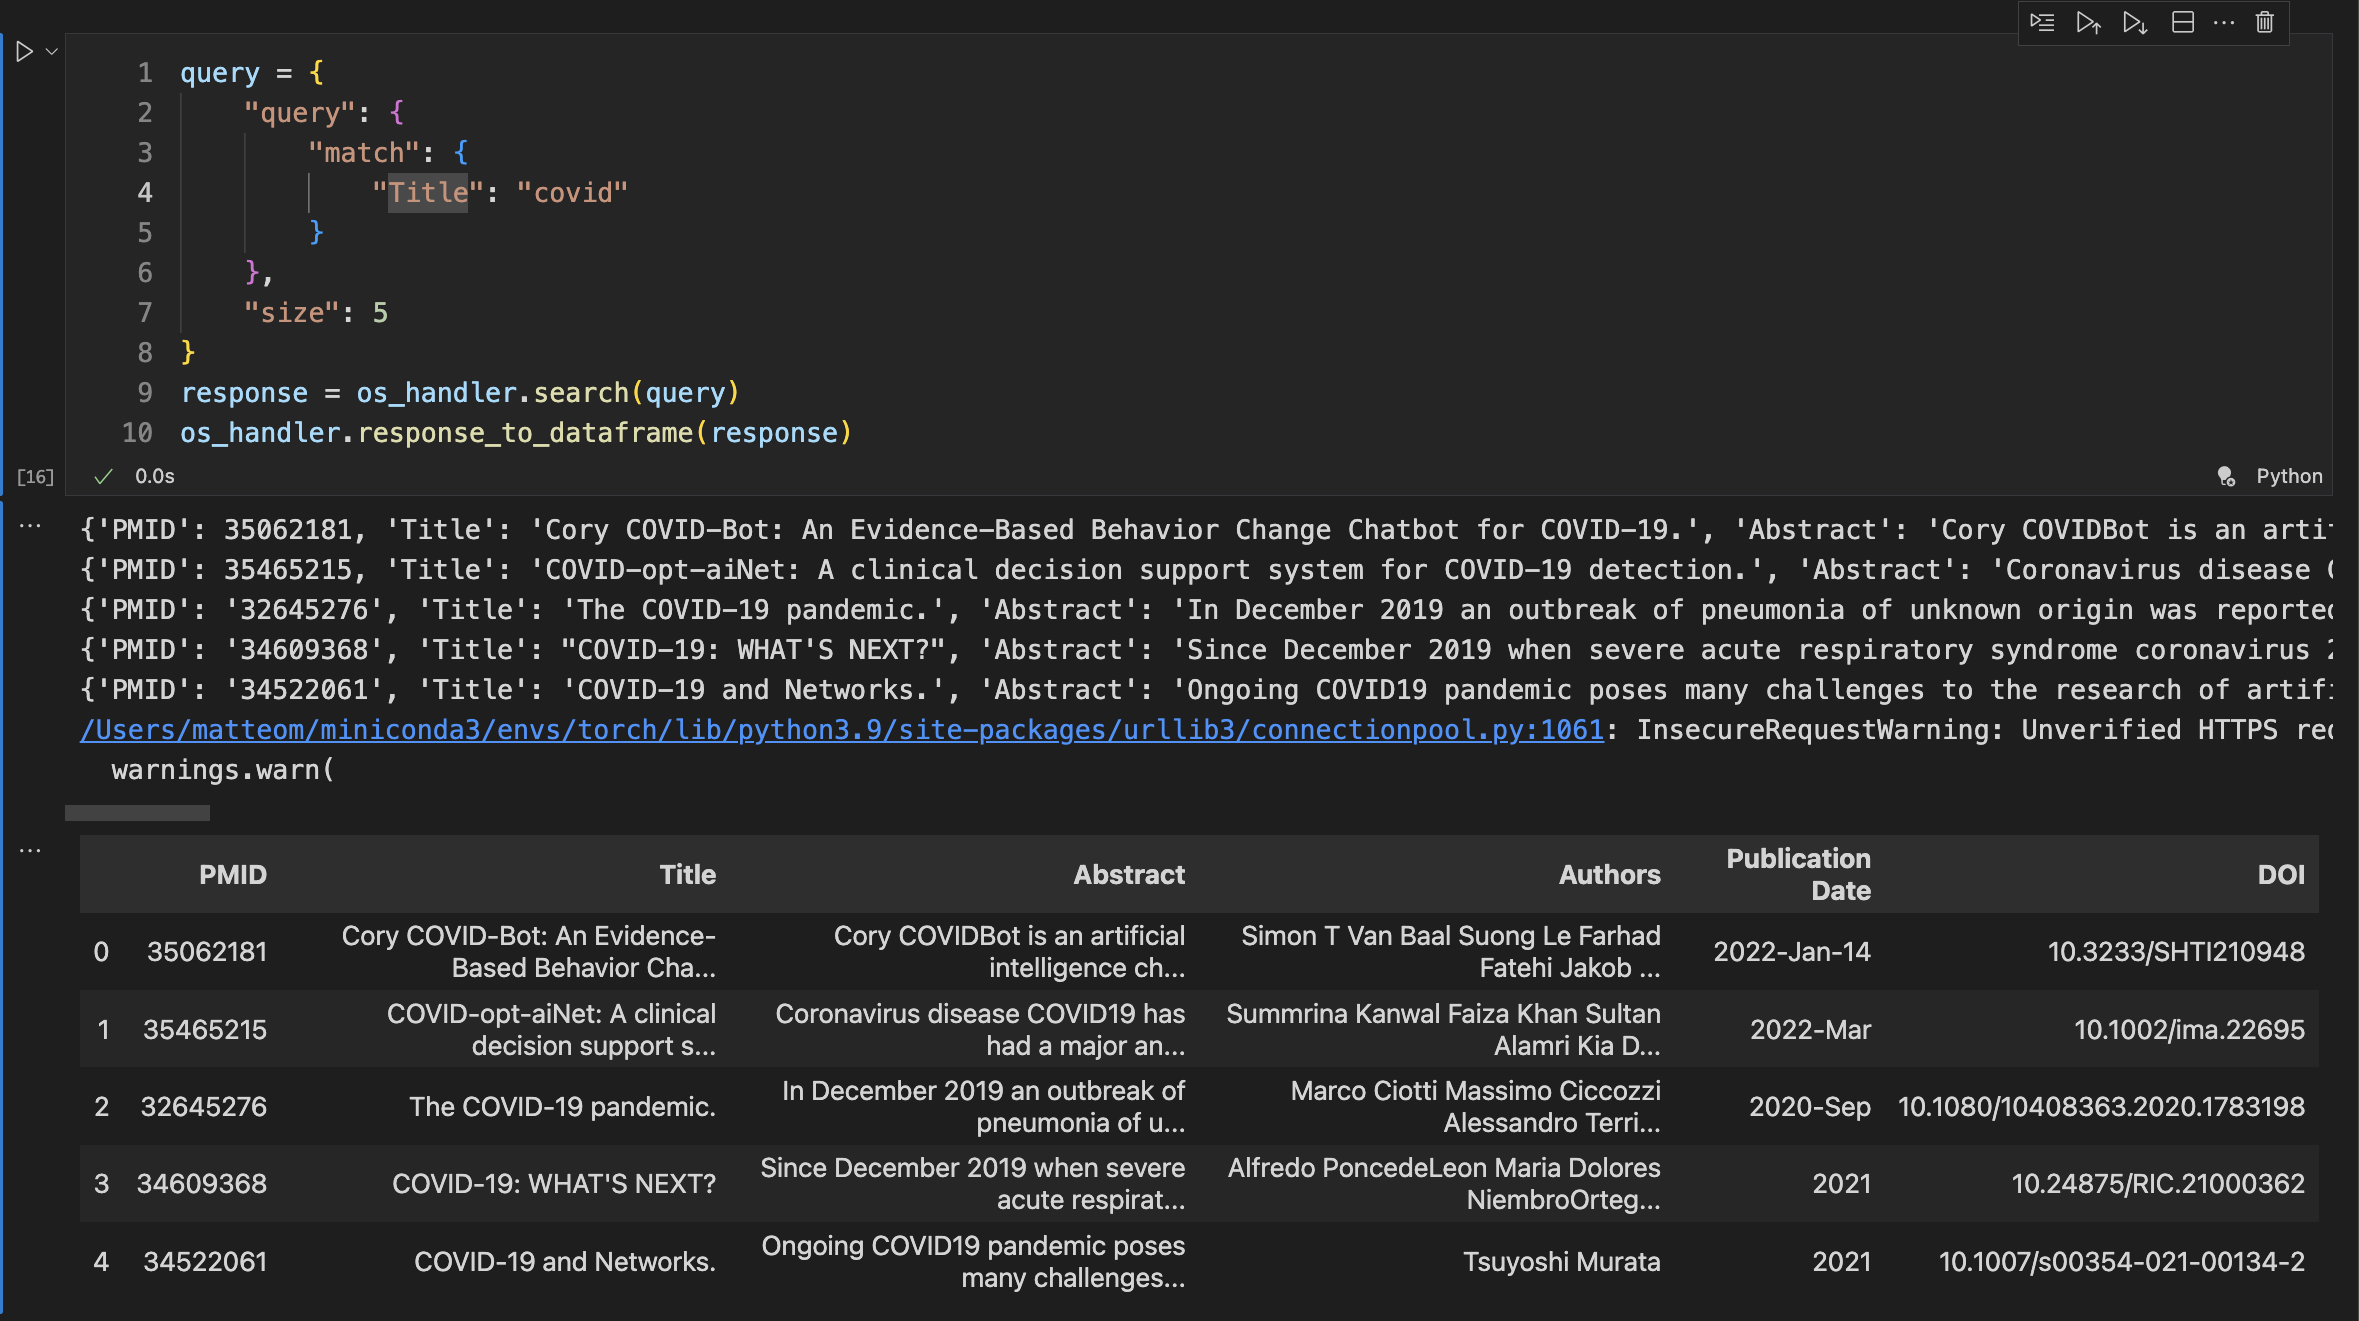 1 query = {
2 "query": {
3 "match": {
4 "Title": "covid"
5 }
6 },
7 "size": 5
8 }
9 response = os_handler.search(query)
10 os_handler.response_to_dataframe(response)
[16] 0.0s Python
{'PMID': 35062181, 'Title': 'Cory COVID-Bot: An Evidence-Based Behavior Change Chatbot for COVID-19.', 'Abstract': 'Cory COVIDBot is an
{'PMID': 35465215, 'Title': 'COVID-opt-aiNet: A clinical decision support system for COVID-19 detection.', 'Abstract': 'Coronavirus disease
{'PMID': '32645276', 'Title': 'The COVID-19 pandemic.', 'Abstract': 'In December 2019 an outbreak of pneumonia of unknown origin was reported
{'PMID': '34609368', 'Title': "COVID-19: WHAT'S NEXT?", 'Abstract': 'Since December 2019 when severe acute respiratory syndrome coronavirus 2
{'PMID': '34522061', 'Title': 'COVID-19 and Networks.', 'Abstract': 'Ongoing COVID19 pandemic poses many challenges to the research of
/Users/matteom/miniconda3/envs/torch/lib/python3.9/site-packages/urllib3/connectionpool.py:1061: InsecureRequestWarning: Unverified HTTPS
warnings.warn(
PMID Title Abstract Authors Publication Date DOI
0 35062181 Cory COVID-Bot: An Evidence-Based Behavior Cha... Cory COVIDBot is an artificial intelligence ch... Simon T Van Baal Suong Le Farhad Fatehi Jakob ... 2022-Jan-14 10.3233/SHTI210948
1 35465215 COVID-opt-aiNet: A clinical decision support s... Coronavirus disease COVID19 has had a major an... Summrina Kanwal Faiza Khan Sultan Alamri Kia D... 2022-Mar 10.1002/ima.22695
2 32645276 The COVID-19 pandemic. In December 2019 an outbreak of pneumonia of u... Marco Ciotti Massimo Ciccozzi Alessandro Terri... 2020-Sep 10.1080/10408363.2020.1783198
3 34609368 COVID-19: WHAT'S NEXT? Since December 2019 when severe acute respirat... Alfredo PoncedeLeon Maria Dolores NiembroOrteg... 2021 10.24875/RIC.21000362
4 34522061 COVID-19 and Networks. Ongoing COVID19 pandemic poses many challenges... Tsuyoshi Murata 2021 10.1007/s00354-021-00134-2